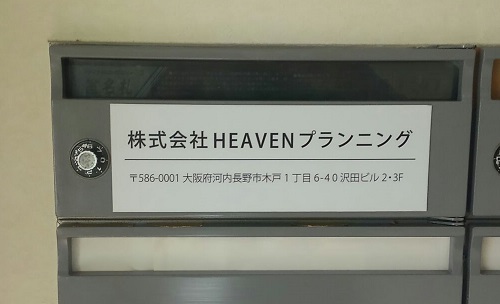 株式会社HEAVENプランニング
〒586-0001 大阪府河内長野市木戸1丁目6-40沢田ビル2・3F